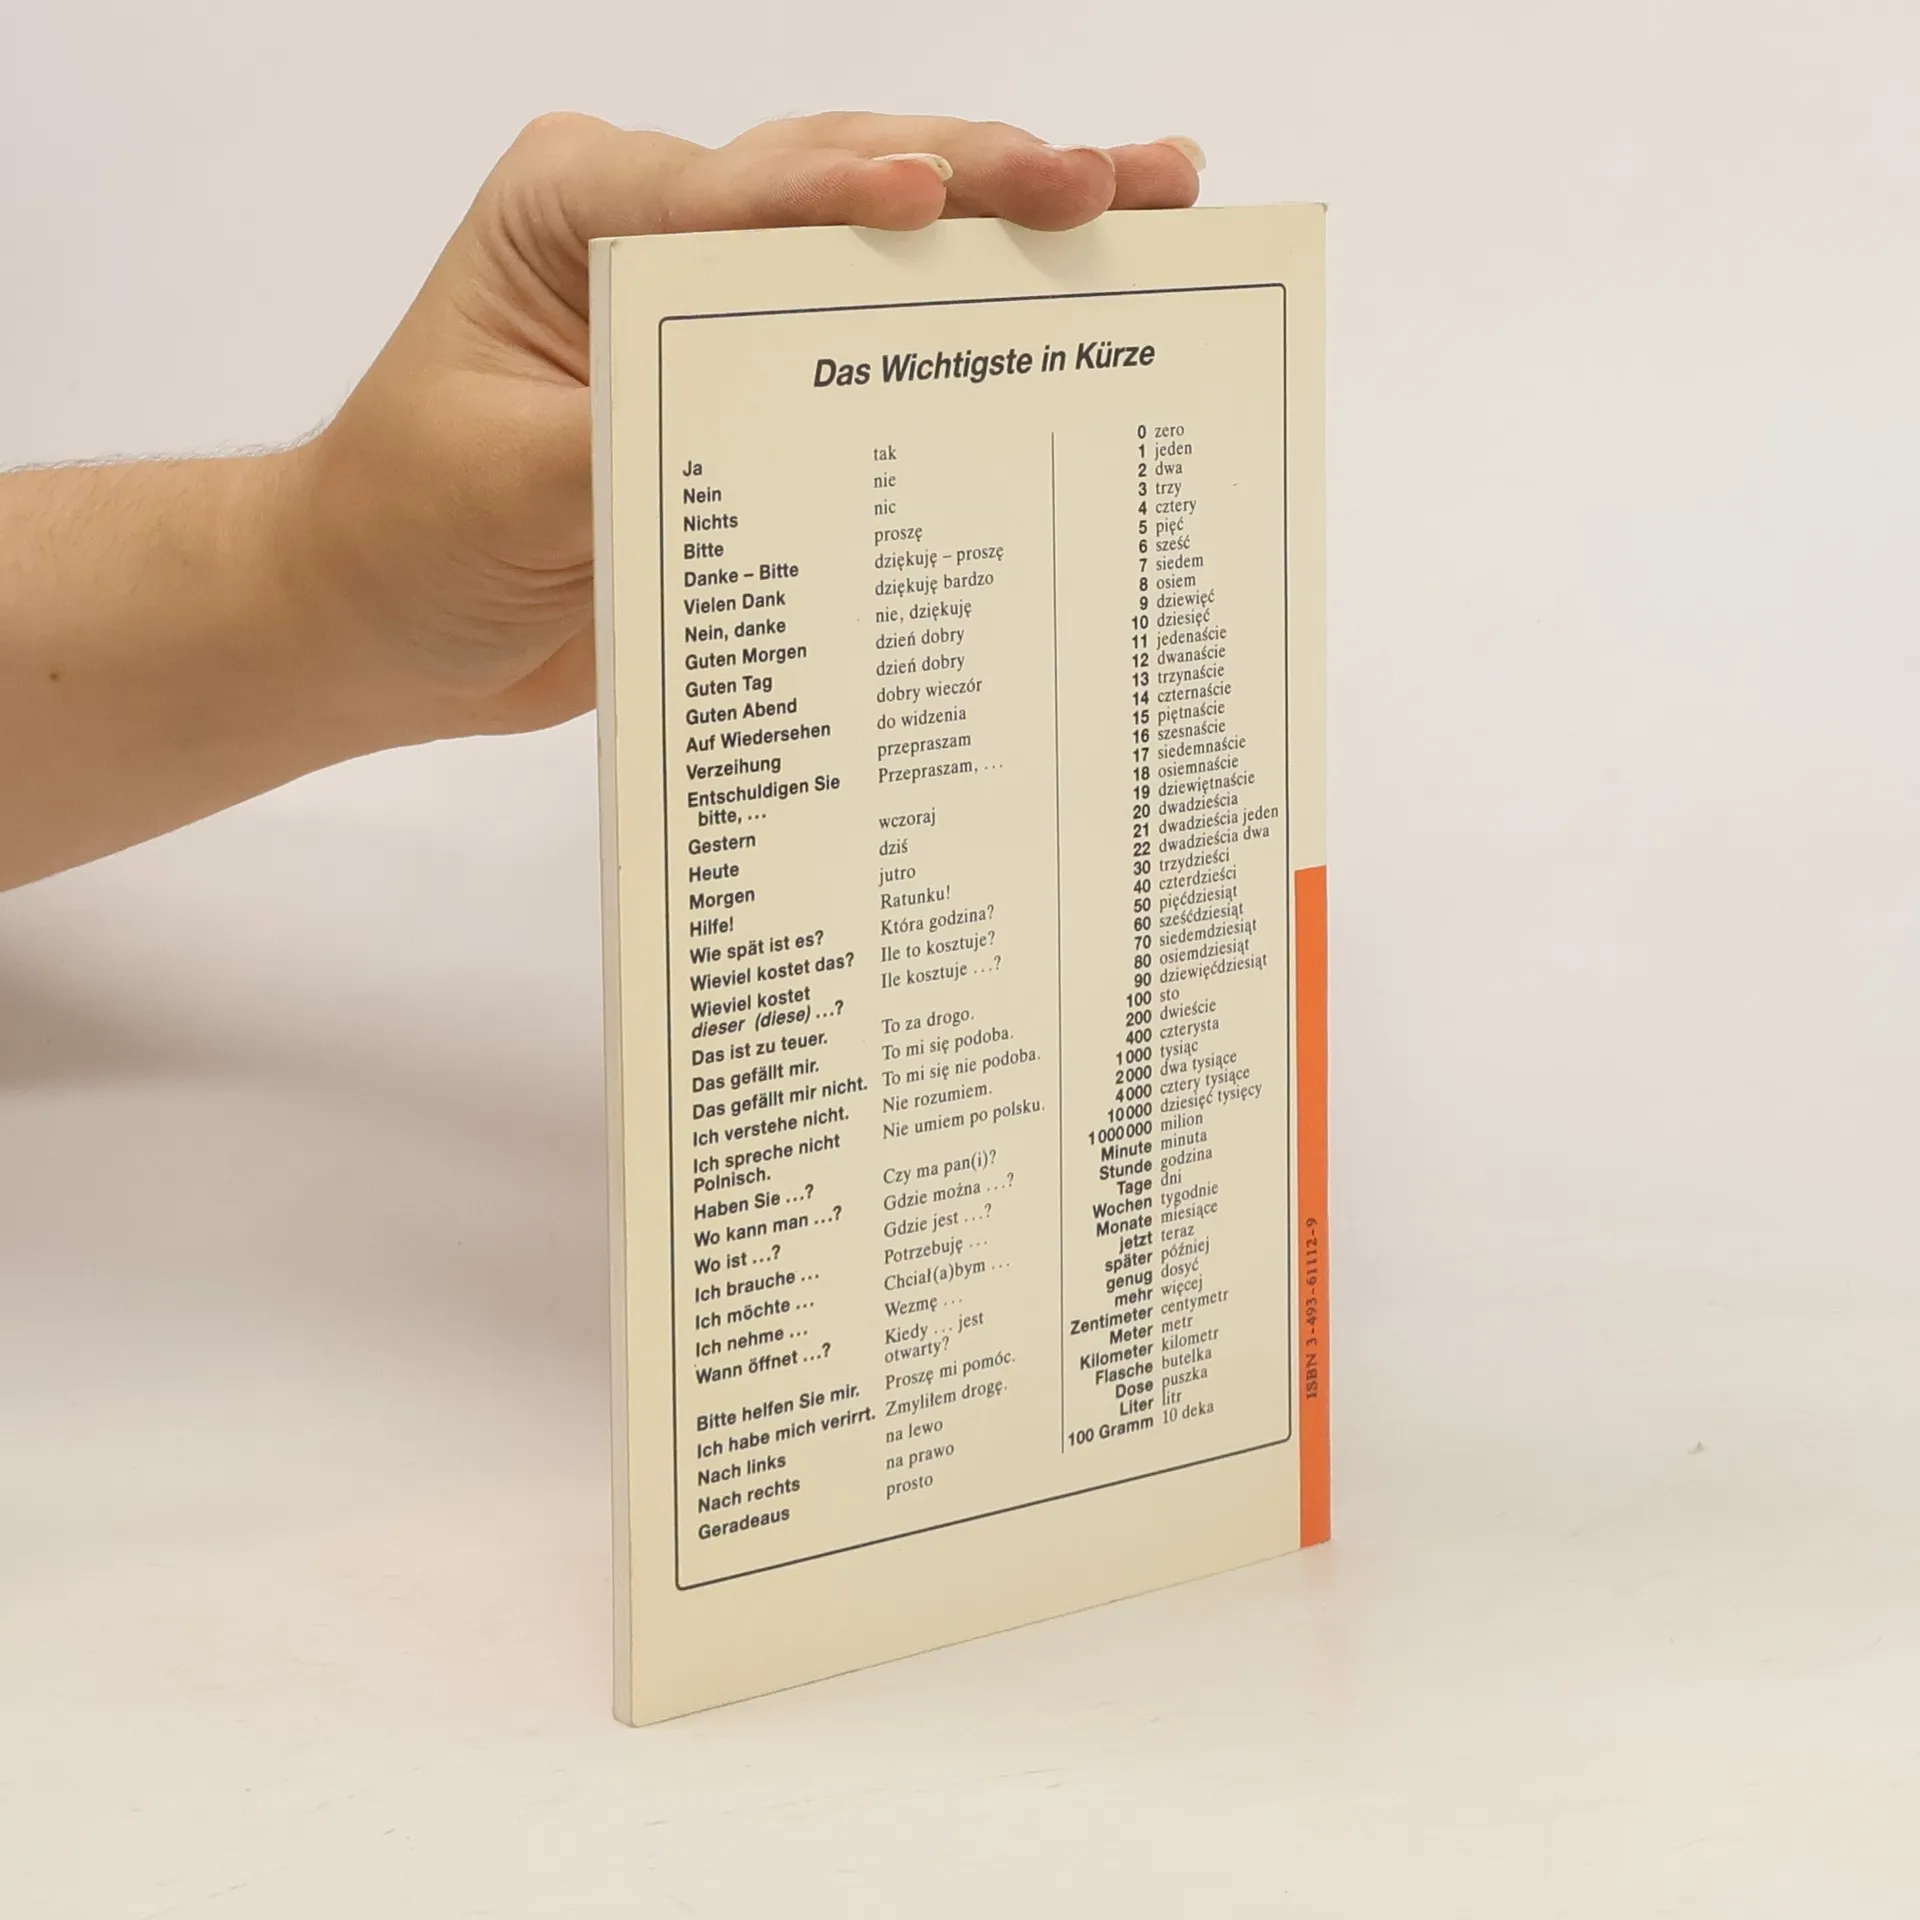 Das Wichtigste in Kürze
Ja tak
Nein nie
Nichts nic
Bitte proszę
Danke – Bitte dziękuję – proszę
Vielen Dank dziękuję bardzo
Nein, danke nie, dziękuję
Guten Morgen dzień dobry
Guten Tag dzień dobry
Guten Abend dobry wieczór
Auf Wiedersehen do widzenia
Verzeihung przepraszam
Entschuldigen Sie Przepraszam, ...
bitte, ...
Gestern wczoraj
Heute dziś
Morgen jutro
Hilfe! Ratunku!
Wie spät ist es? Która godzina?
Wieviel kostet das? Ile to kosztuje?
Wieviel kostet Ile kosztuje ...?
dieser (diese) ...?
Das ist zu teuer. To za drogo.
Das gefällt mir. To mi się podoba.
Das gefällt mir nicht. To mi się nie podoba.
Ich verstehe nicht. Nie rozumiem.
Ich spreche nicht Nie umiem po polsku.
Polnisch.
Haben Sie ...? Czy ma pan(i)?
Wo kann man ...? Gdzie można ...?
Wo ist ...? Gdzie jest ...?
Ich brauche ... Potrzebuję ...
Ich möchte ... Chciał(a)bym ...
Ich nehme ... Wezmę ...
Wann öffnet ...? Kiedy ... jest
otwarty?
Bitte helfen Sie mir. Proszę mi pomóc.
Ich habe mich verirrt. Zmyliłem drogę.
Nach links na lewo
Nach rechts na prawo
Geradeaus prosto
0 zero
1 jeden
2 dwa
3 trzy
4 cztery
5 pięć
6 sześć
7 siedem
8 osiem
9 dziewięć
10 dziesięć
11 jedenaście
12 dwanaście
13 trzynaście
14 czternaście
15 piętnaście
16 szesnaście
17 siedemnaście
18 osiemnaście
19 dziewiętnaście
20 dwadzieścia
21 dwadzieścia jeden
22 dwadzieścia dwa
30 trzydzieści
40 czterdzieści
50 pięćdziesiąt
60 sześćdziesiąt
70 siedemdziesiąt
80 osiemdziesiąt
90 dziewięćdziesiąt
100 sto
200 dwieście
400 czterysta
1000 tysiąc
2000 dwa tysiące
4000 cztery tysiące
10000 dziesięć tysięcy
1000000 milion
Minute minuta
Stunde godzina
Tage dni
Wochen tygodnie
Monate miesiące
jetzt teraz
später później
genug dosyć
mehr więcej
Zentimeter centymetr
Meter metr
Kilometer kilometr
Flasche butelka
Dose puszka
Liter litr
100 Gramm 10 deka
ISBN 3-493-61112-9